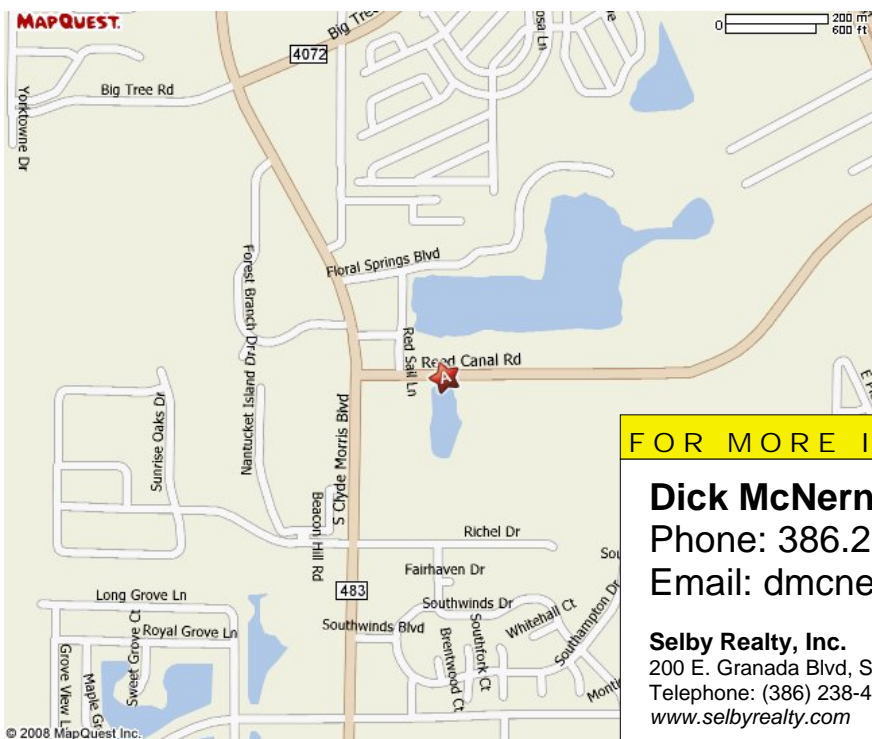 MAPQUEST.
200 m
600 ft
0
Big Tree
4072
Big Tree Rd
Yorktowne Dr
Floral Springs Blvd
Forest Branch Dr
Nantucket Island Dr
Red Sail Ln
Reed Canal Rd
A
Sunrise Oaks Dr
S Clyde Morris Blvd
Beacon Hill Rd
Richel Dr
Fairhaven Dr
483
Southwinds Dr
Southwinds Blvd
Whitehall Ct
Southampton Dr
Brentwood Ct
Southfork Ct
Long Grove Ln
Royal Grove Ln
Sweet Grove Ct
Grove View L
Maple Gr
© 2008 MapQuest Inc.
FOR MORE I
Dick McNern
Phone: 386.2
Email: dmcne
Selby Realty, Inc.
200 E. Granada Blvd, S
Telephone: (386) 238-4
www.selbyrealty.com